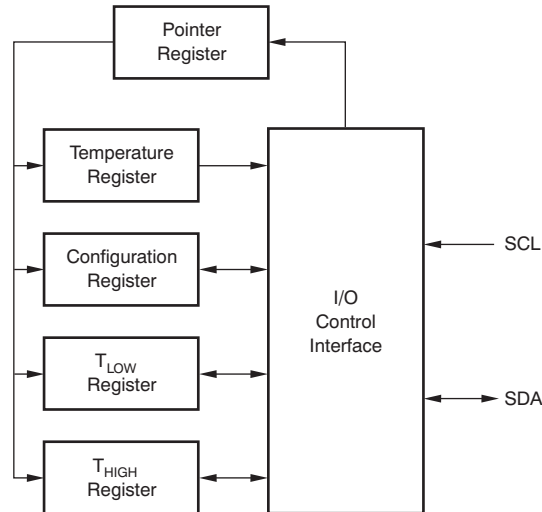 Pointer
Register
Temperature
Register
Configuration
Register
T_LOW
Register
T_HIGH
Register
I/O
Control
Interface
SCL
SDA